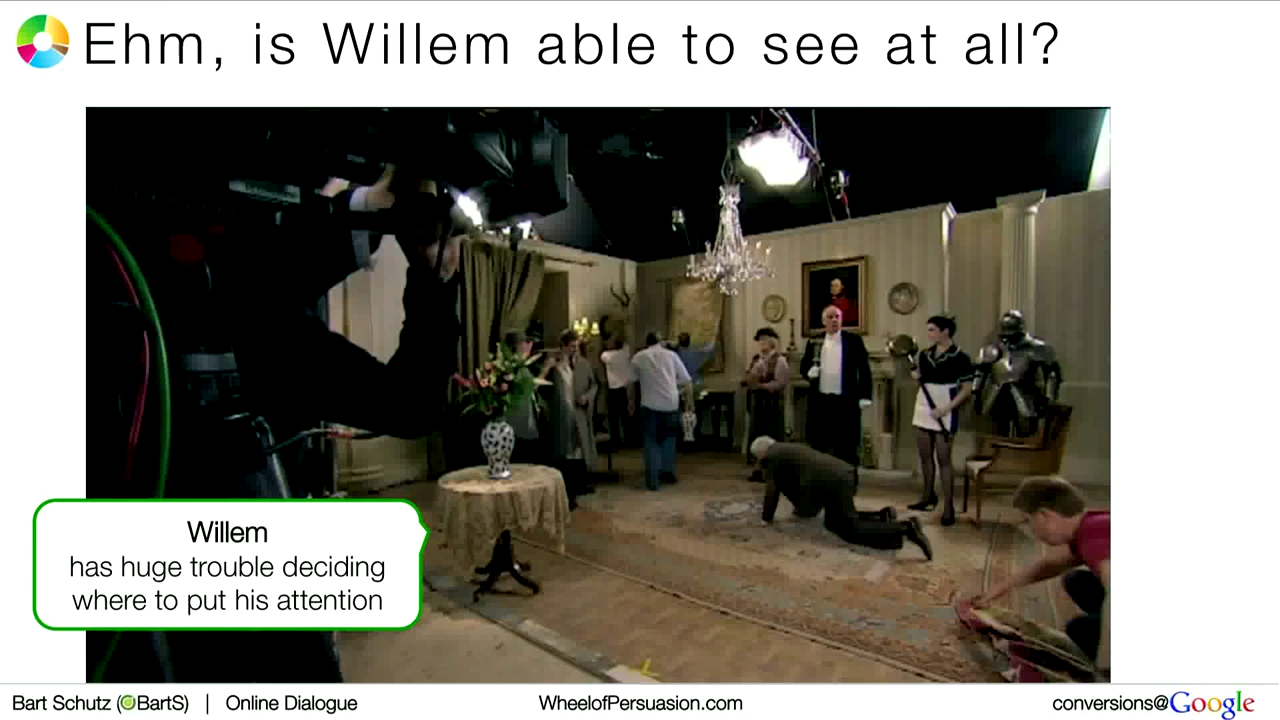 Ehm, is Willem able to see at all?
Willem
has huge trouble deciding
where to put his attention
Bart Schutz (@BartS) | Online Dialogue
WheelofPersuasion.com
conversions@Google